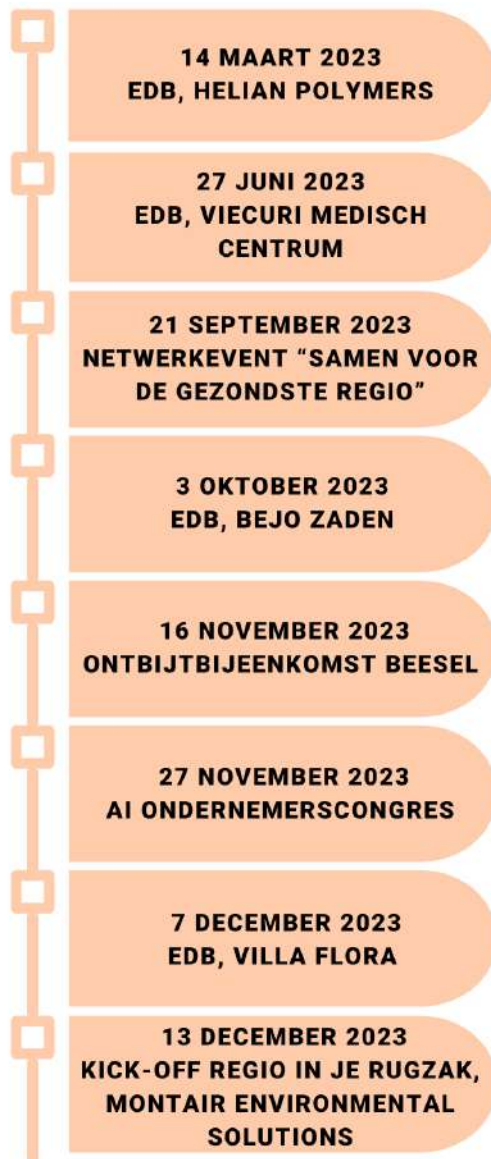 14 MAART 2023
EDB, HELIAN POLYMERS
27 JUNI 2023
EDB, VIECURI MEDISCH
CENTRUM
21 SEPTEMBER 2023
NETWERKEVENT “SAMEN VOOR
DE GEZONDSTE REGIO”
3 OKTOBER 2023
EDB, BEJO ZADEN
16 NOVEMBER 2023
ONTBIJTBIJEENKOMST BEESEL
27 NOVEMBER 2023
AI ONDERNEMERSCONGRES
7 DECEMBER 2023
EDB, VILLA FLORA
13 DECEMBER 2023
KICK-OFF REGIO IN JE RUGZAK,
MONTAIR ENVIRONMENTAL
SOLUTIONS